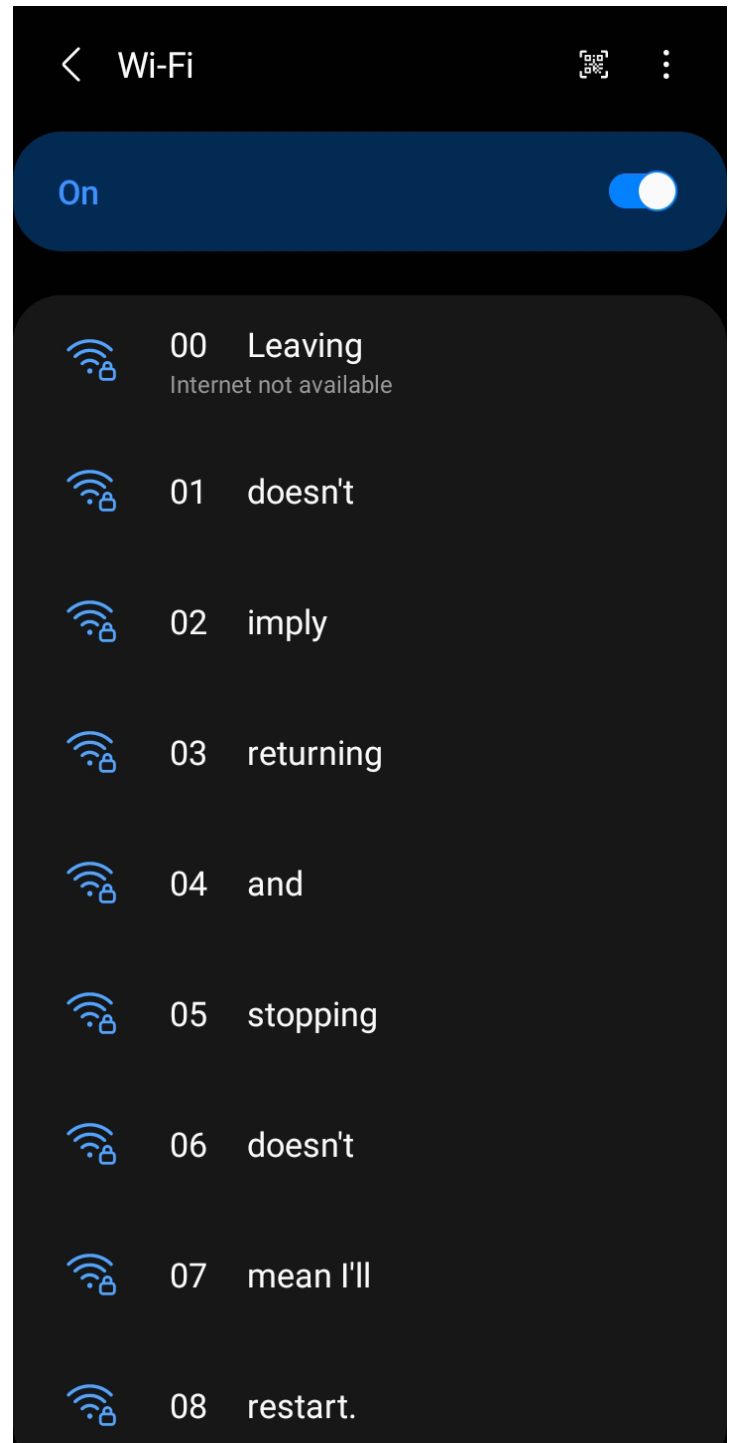 Wi-Fi
On
00 Leaving
Internet not available
01 doesn't
02 imply
03 returning
04 and
05 stopping
06 doesn't
07 mean I'll
08 restart.